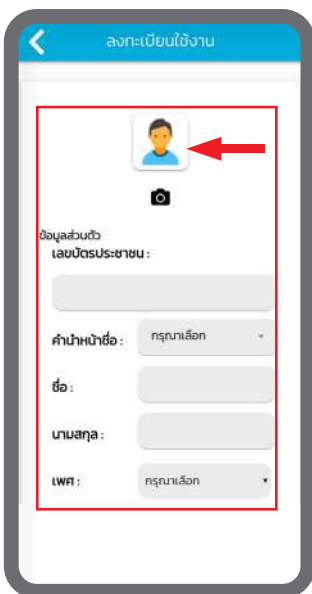 ลงทะเบียนใช้งาน
ข้อมูลส่วนตัว
เลขบัตรประชาชน :
คำนำหน้าชื่อ : กรุณาเลือก
ชื่อ :
นามสกุล :
เพศ : กรุณาเลือก